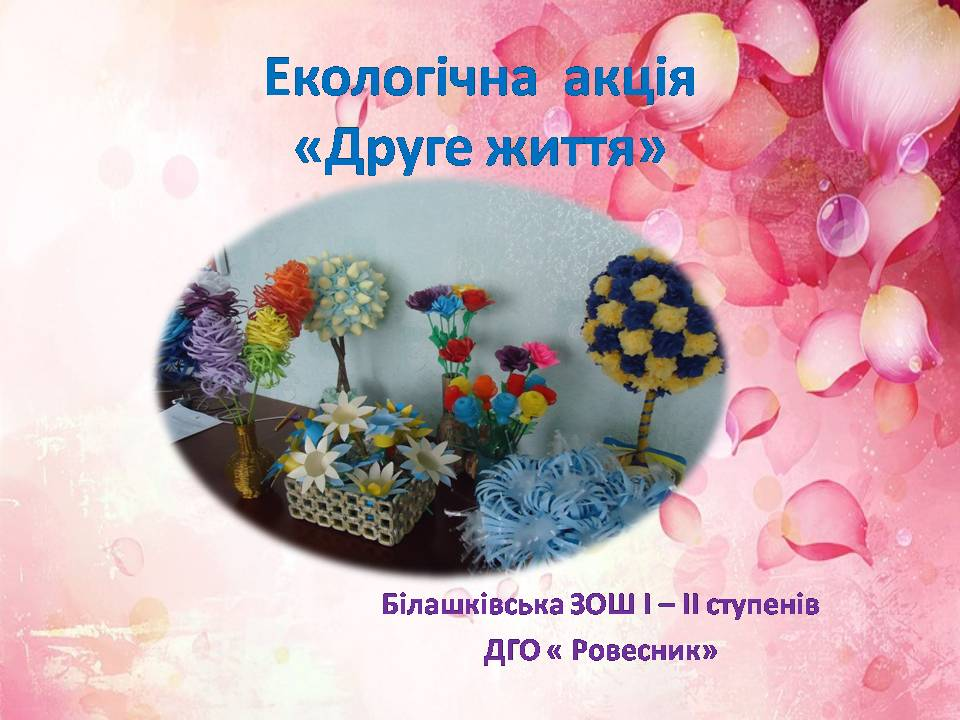 Екологічна акція
«Друге життя»
Білашківська ЗОШ І – ІІ ступенів
ДГО « Ровесник»